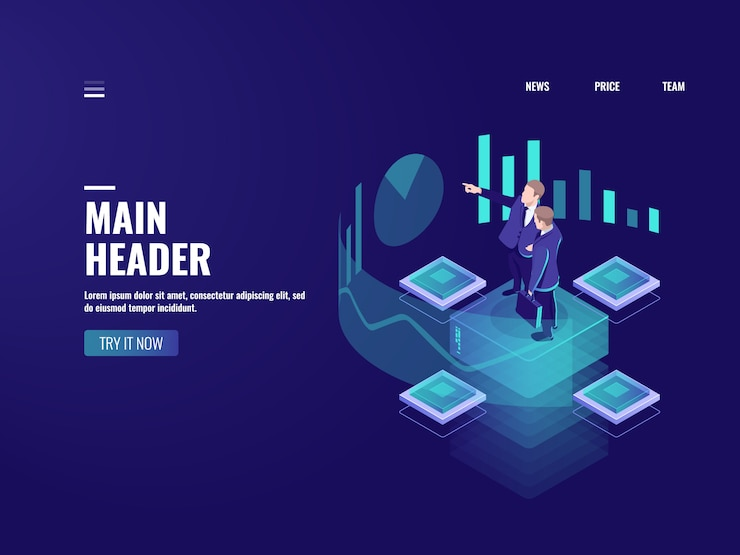 NEWS PRICE TEAM
MAIN
HEADER
Lorem ipsum dolor sit amet, consectetur adipiscing elit, sed
do eiusmod tempor incididunt.
TRY IT NOW